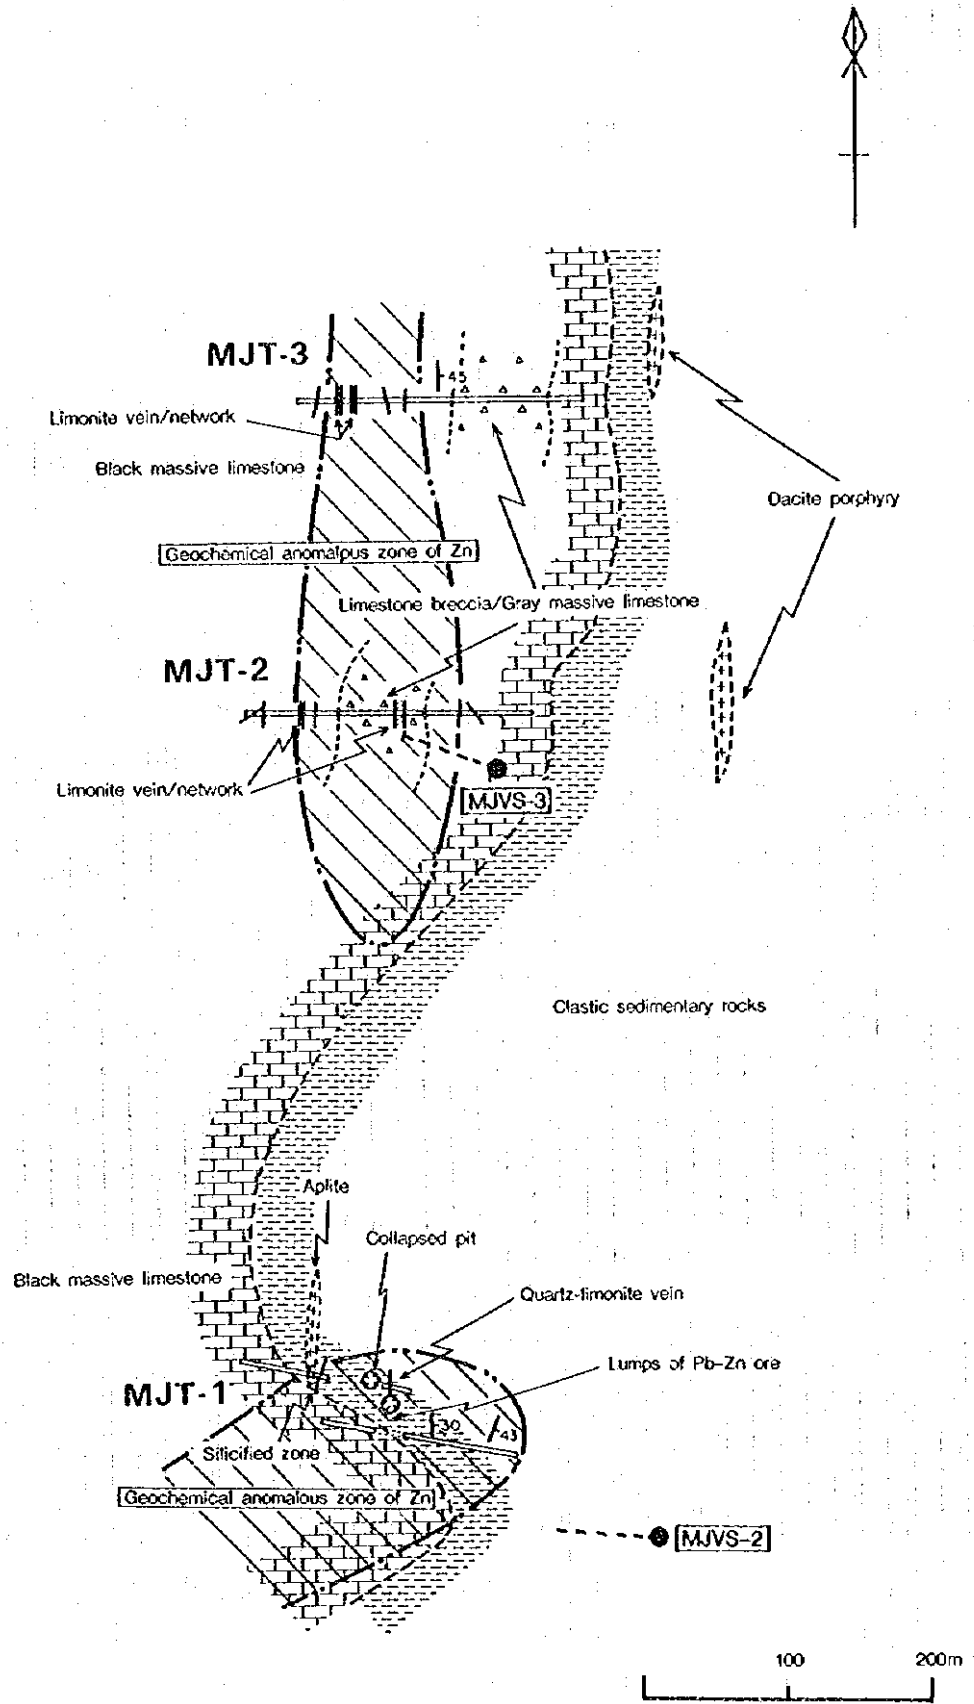 MJT-3
45
Limonite vein/network
Black massive limestone
Dacite porphyry
Geochemical anomalous zone of Zn
Limestone breccia/Gray massive limestone
MJT-2
Limonite vein/network
MJVS-3
Clastic sedimentary rocks
Aplite
Collapsed pit
Black massive limestone
Quartz-limonite vein
Lumps of Pb-Zn ore
MJT-1
30
43
Silicified zone
Geochemical anomalous zone of Zn
MJVS-2
100
200m